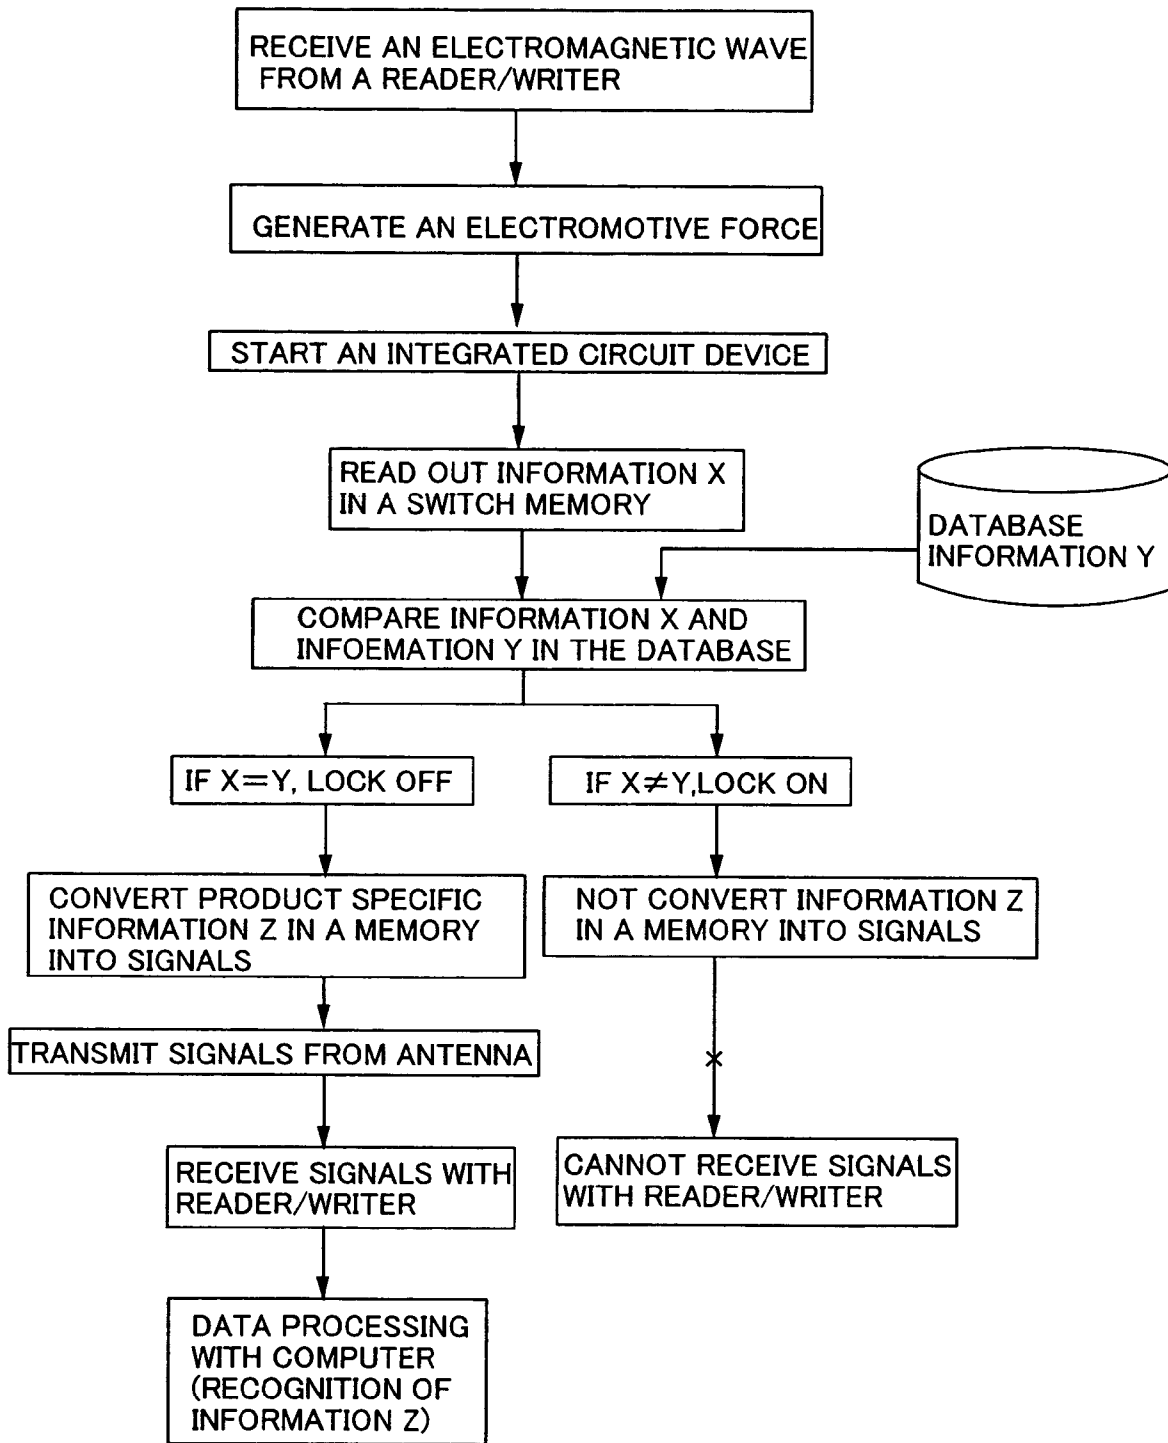 RECEIVE AN ELECTROMAGNETIC WAVE
FROM A READER/WRITER
GENERATE AN ELECTROMOTIVE FORCE
START AN INTEGRATED CIRCUIT DEVICE
READ OUT INFORMATION X
IN A SWITCH MEMORY
DATABASE
INFORMATION Y
COMPARE INFORMATION X AND
INFOEMATION Y IN THE DATABASE
IF X=Y, LOCK OFF
IF X≠Y,LOCK ON
CONVERT PRODUCT SPECIFIC
INFORMATION Z IN A MEMORY
INTO SIGNALS
NOT CONVERT INFORMATION Z
IN A MEMORY INTO SIGNALS
TRANSMIT SIGNALS FROM ANTENNA
RECEIVE SIGNALS WITH
READER/WRITER
CANNOT RECEIVE SIGNALS
WITH READER/WRITER
DATA PROCESSING
WITH COMPUTER
(RECOGNITION OF
INFORMATION Z)